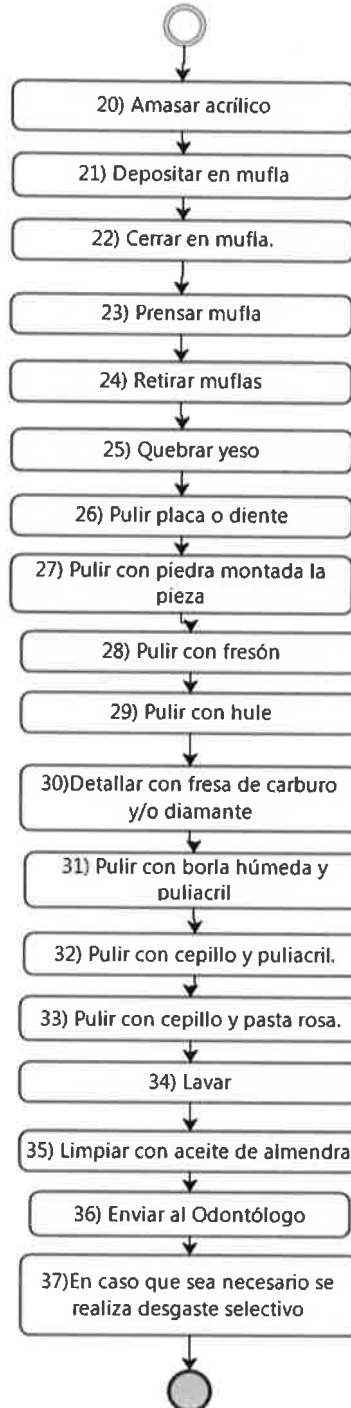 20) Amasar acrílico
21) Depositar en mufla
22) Cerrar en mufla.
23) Prensar mufla
24) Retirar muflas
25) Quebrar yeso
26) Pulir placa o diente
27) Pulir con piedra montada la
pieza
28) Pulir con fresón
29) Pulir con hule
30)Detallar con fresa de carburo
y/o diamante
31) Pulir con borla húmeda y
puliacril
32) Pulir con cepillo y puliacril.
33) Pulir con cepillo y pasta rosa.
34) Lavar
35) Limpiar con aceite de almendra
36) Enviar al Odontólogo
37)En caso que sea necesario se
realiza desgaste selectivo